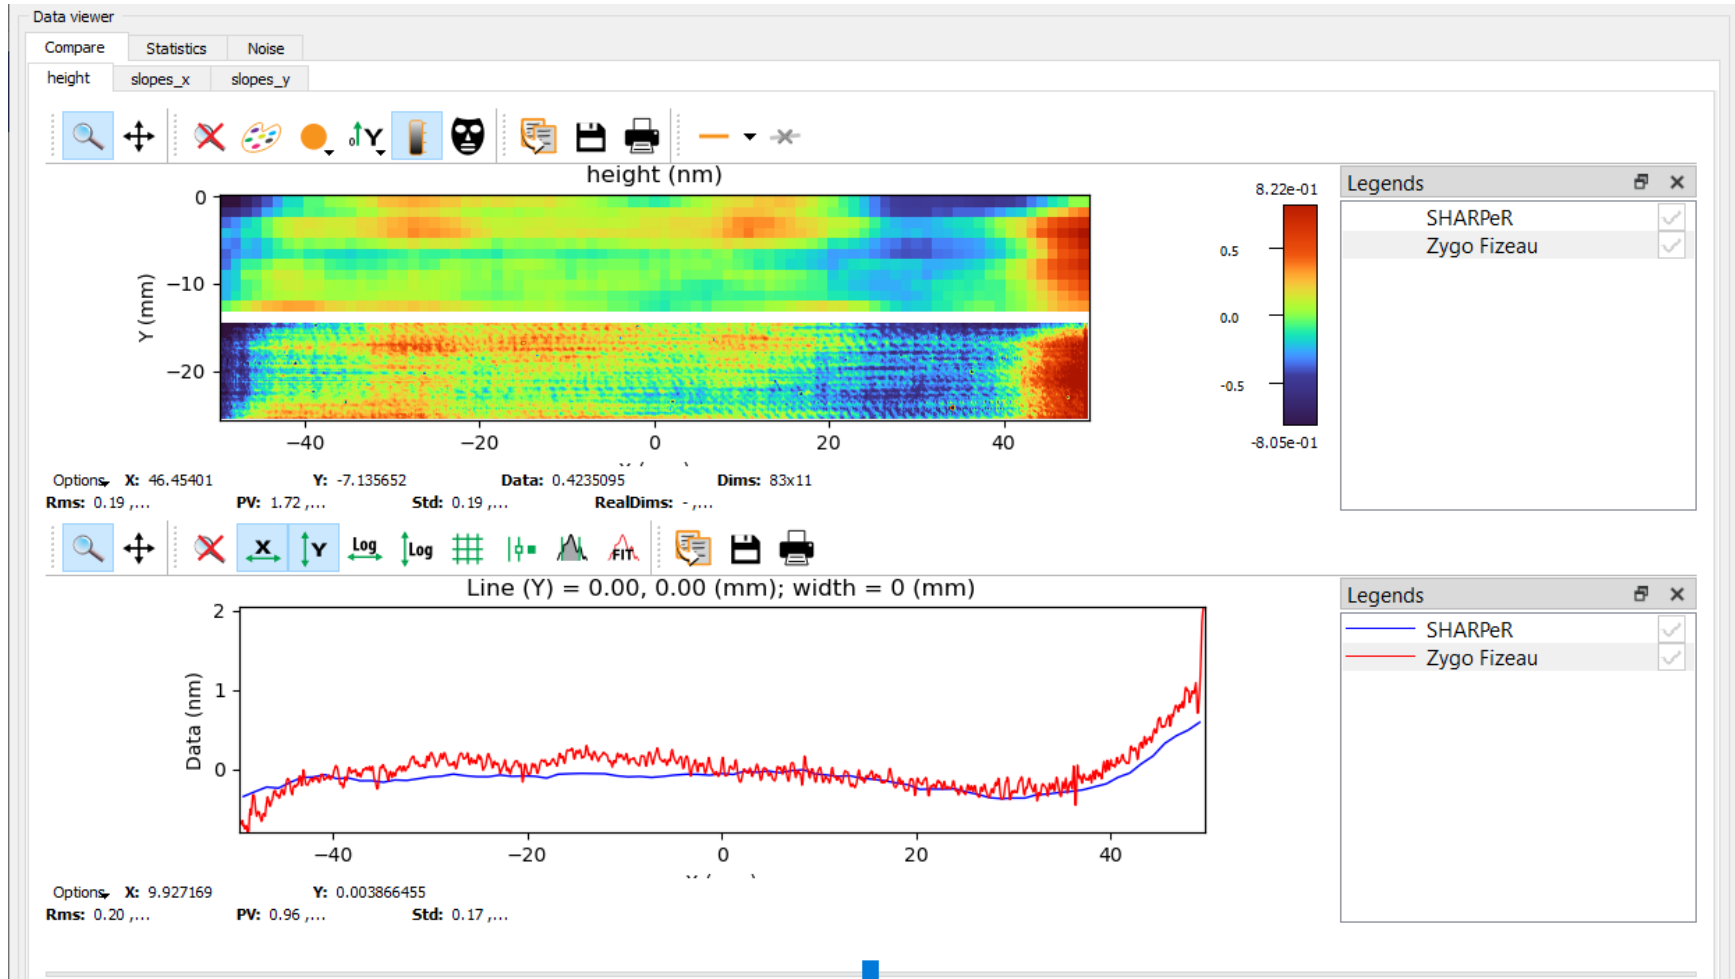 Data viewer
Compare Statistics Noise
height slopes_x slopes_y
Y Y
height (nm)
0
−10
−20
Y (mm)
−40 −20 0 20 40
8.22e-01
0.5
0.0
-0.5
-8.05e-01
Legends
SHARPeR
Zygo Fizeau
Options X: 46.45401 Y: -7.135652 Data: 0.4235095 Dims: 83x11
Rms: 0.19 ,... PV: 1.72 ,... Std: 0.19 ,... RealDims: - ,...
X Y Log Log FIT
Line (Y) = 0.00, 0.00 (mm); width = 0 (mm)
2
1
0
Data (nm)
−40 −20 0 20 40
Legends
SHARPeR
Zygo Fizeau
Options X: 9.927169 Y: 0.003866455
Rms: 0.20 ,... PV: 0.96 ,... Std: 0.17 ,...